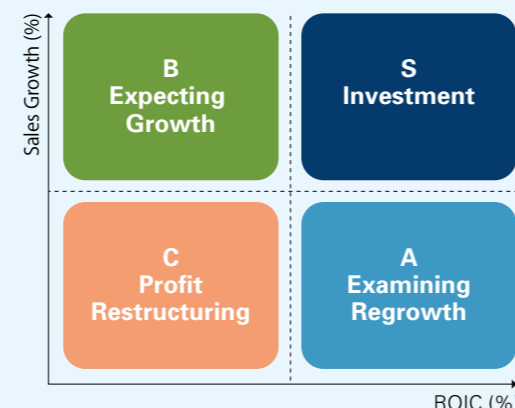 Sales Growth (%)
B
Expecting
Growth
S
Investment
C
Profit
Restructuring
A
Examining
Regrowth
ROIC (%)